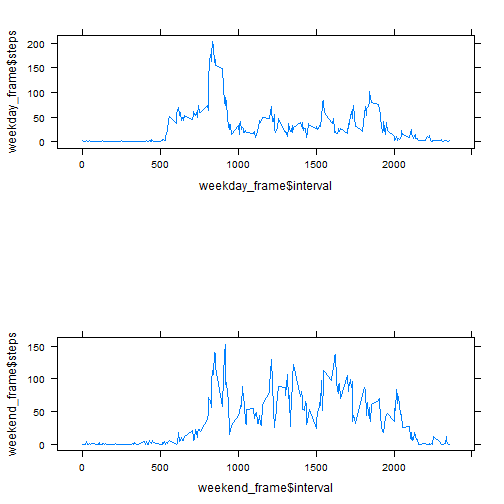 weekday_frame$steps
200
150
100
50
0
0 500 1000 1500 2000
weekday_frame$interval
weekend_frame$steps
150
100
50
0
0 500 1000 1500 2000
weekend_frame$interval